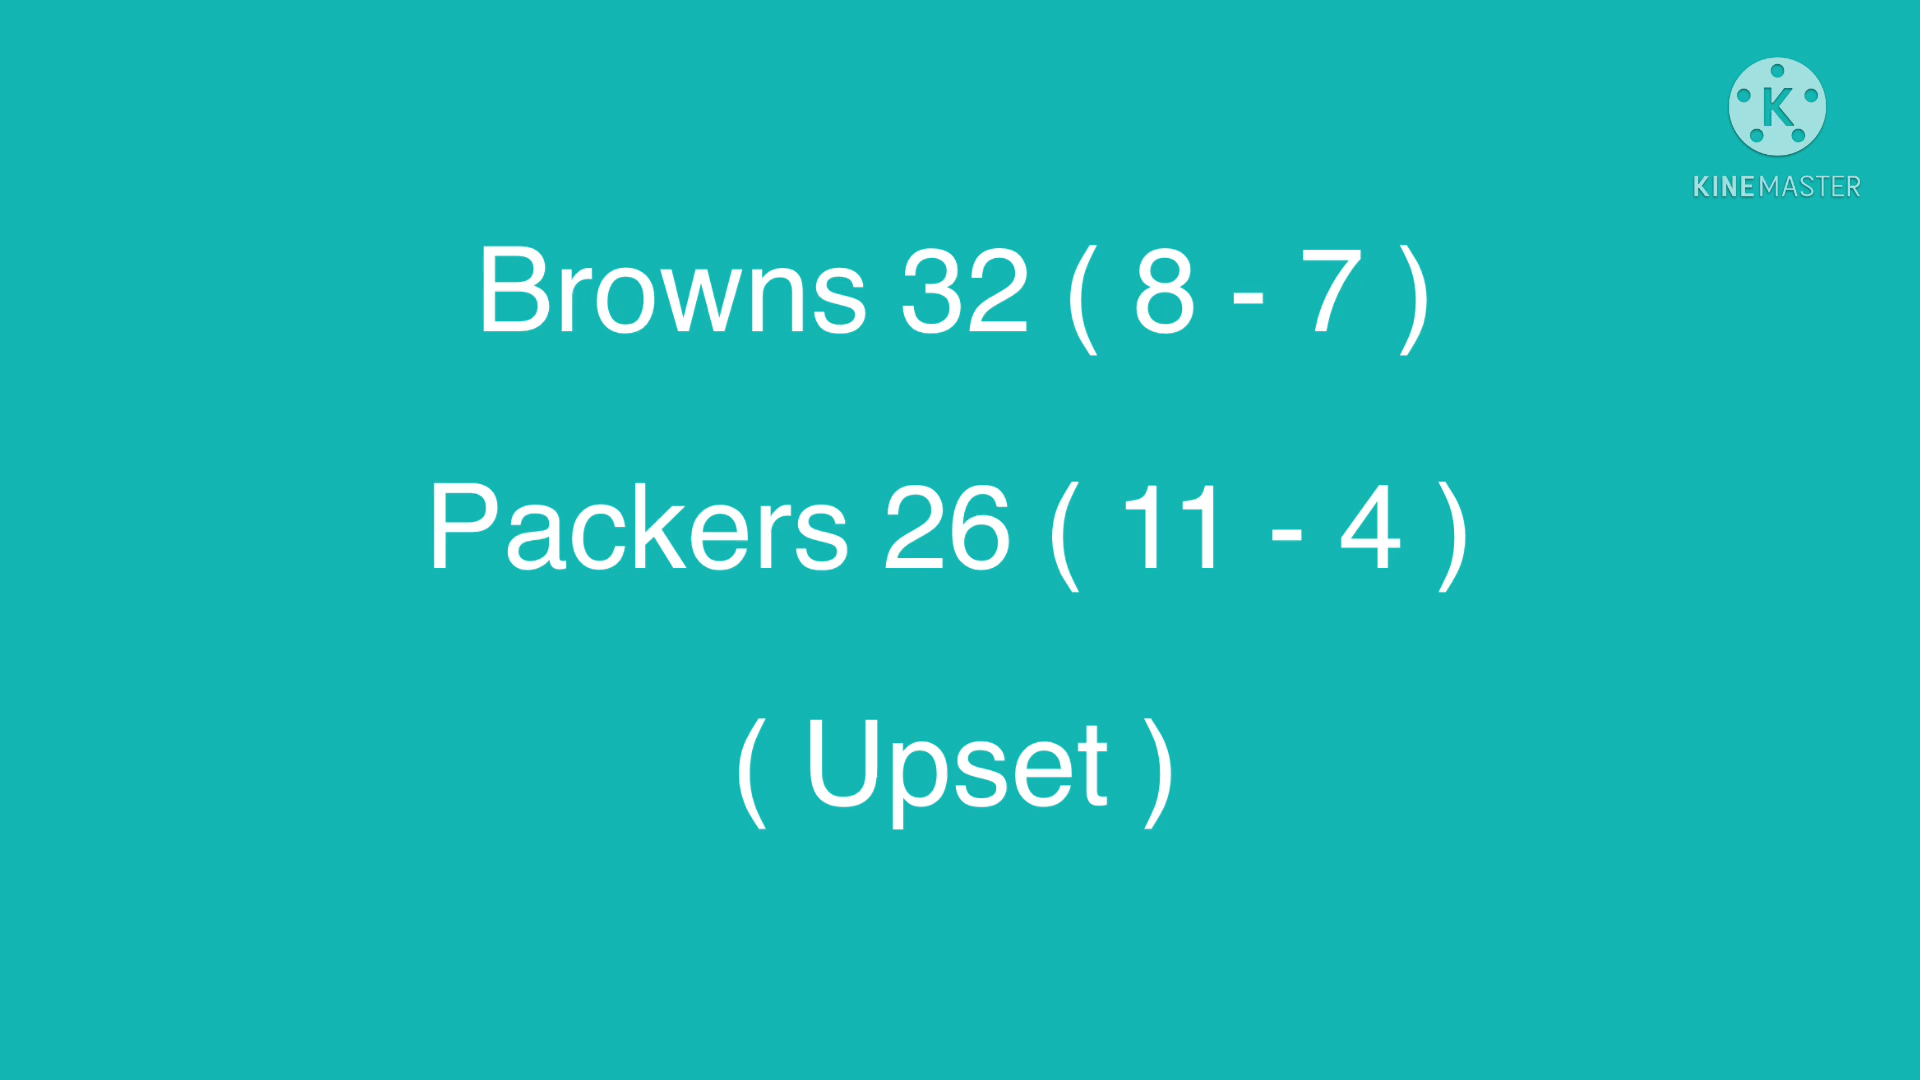 K
KINEMASTER
Browns 32 ( 8 - 7 )
Packers 26 ( 11 - 4 )
( Upset )